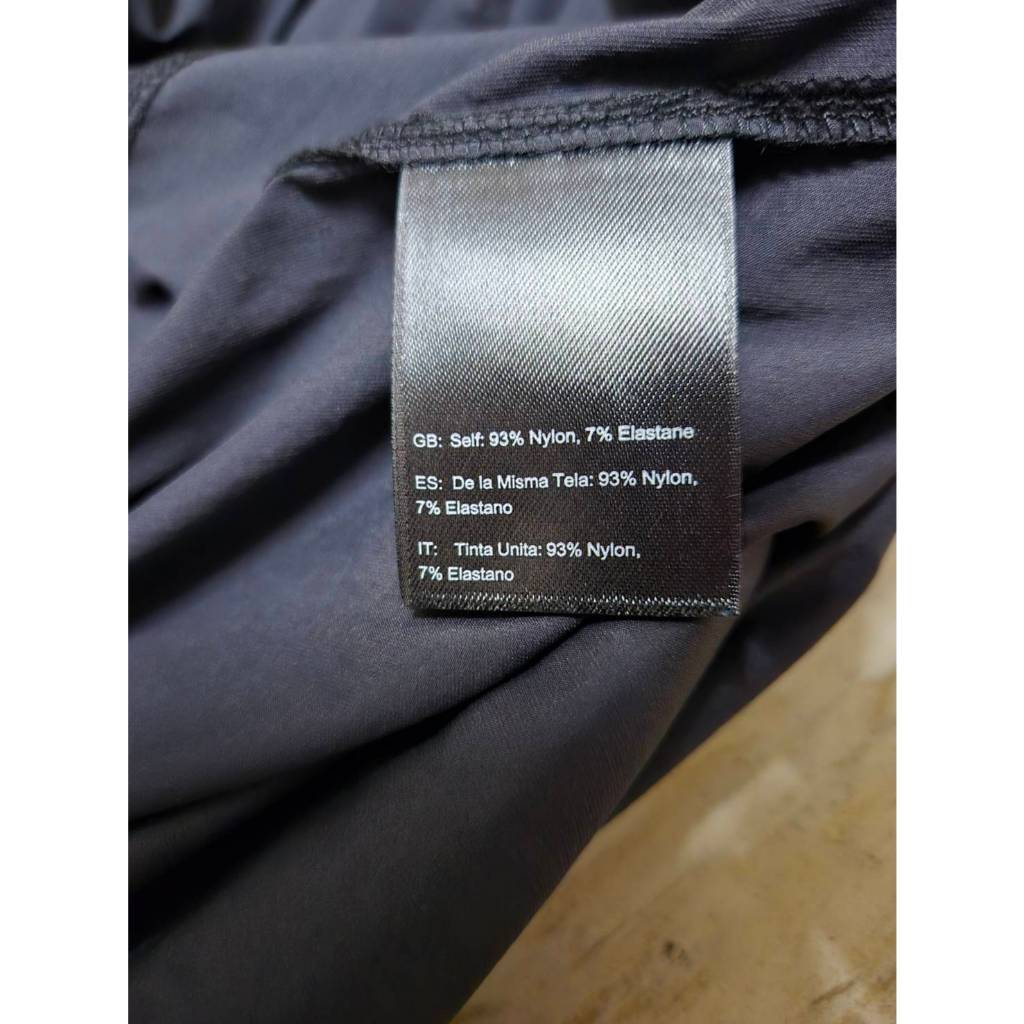 GB: Self: 93% Nylon, 7% Elastane
ES: De la Misma Tela: 93% Nylon,
7% Elastano
IT: Tinta Unita: 93% Nylon,
7% Elastano